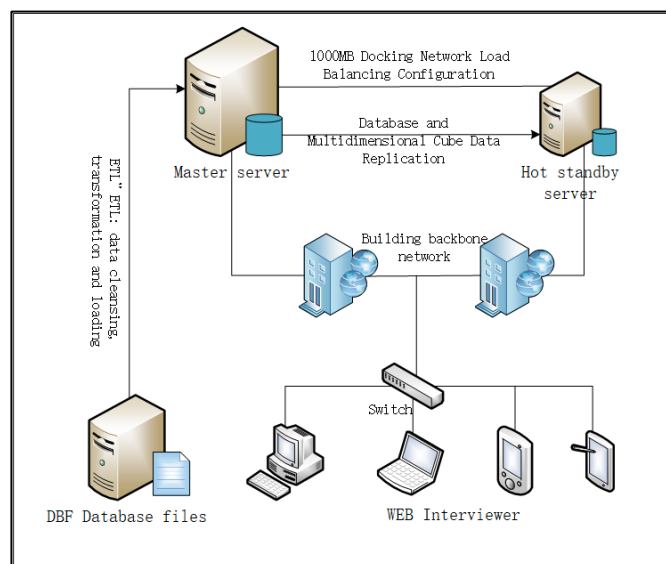 1000MB Docking Network Load
Balancing Configuration
Database and
Multidimensional Cube Data
Replication
Master server
Hot standby
server
ETL" ETL: data cleansing,
transformation and loading
Building backbone
network
Switch
DBF Database files
WEB Interviewer